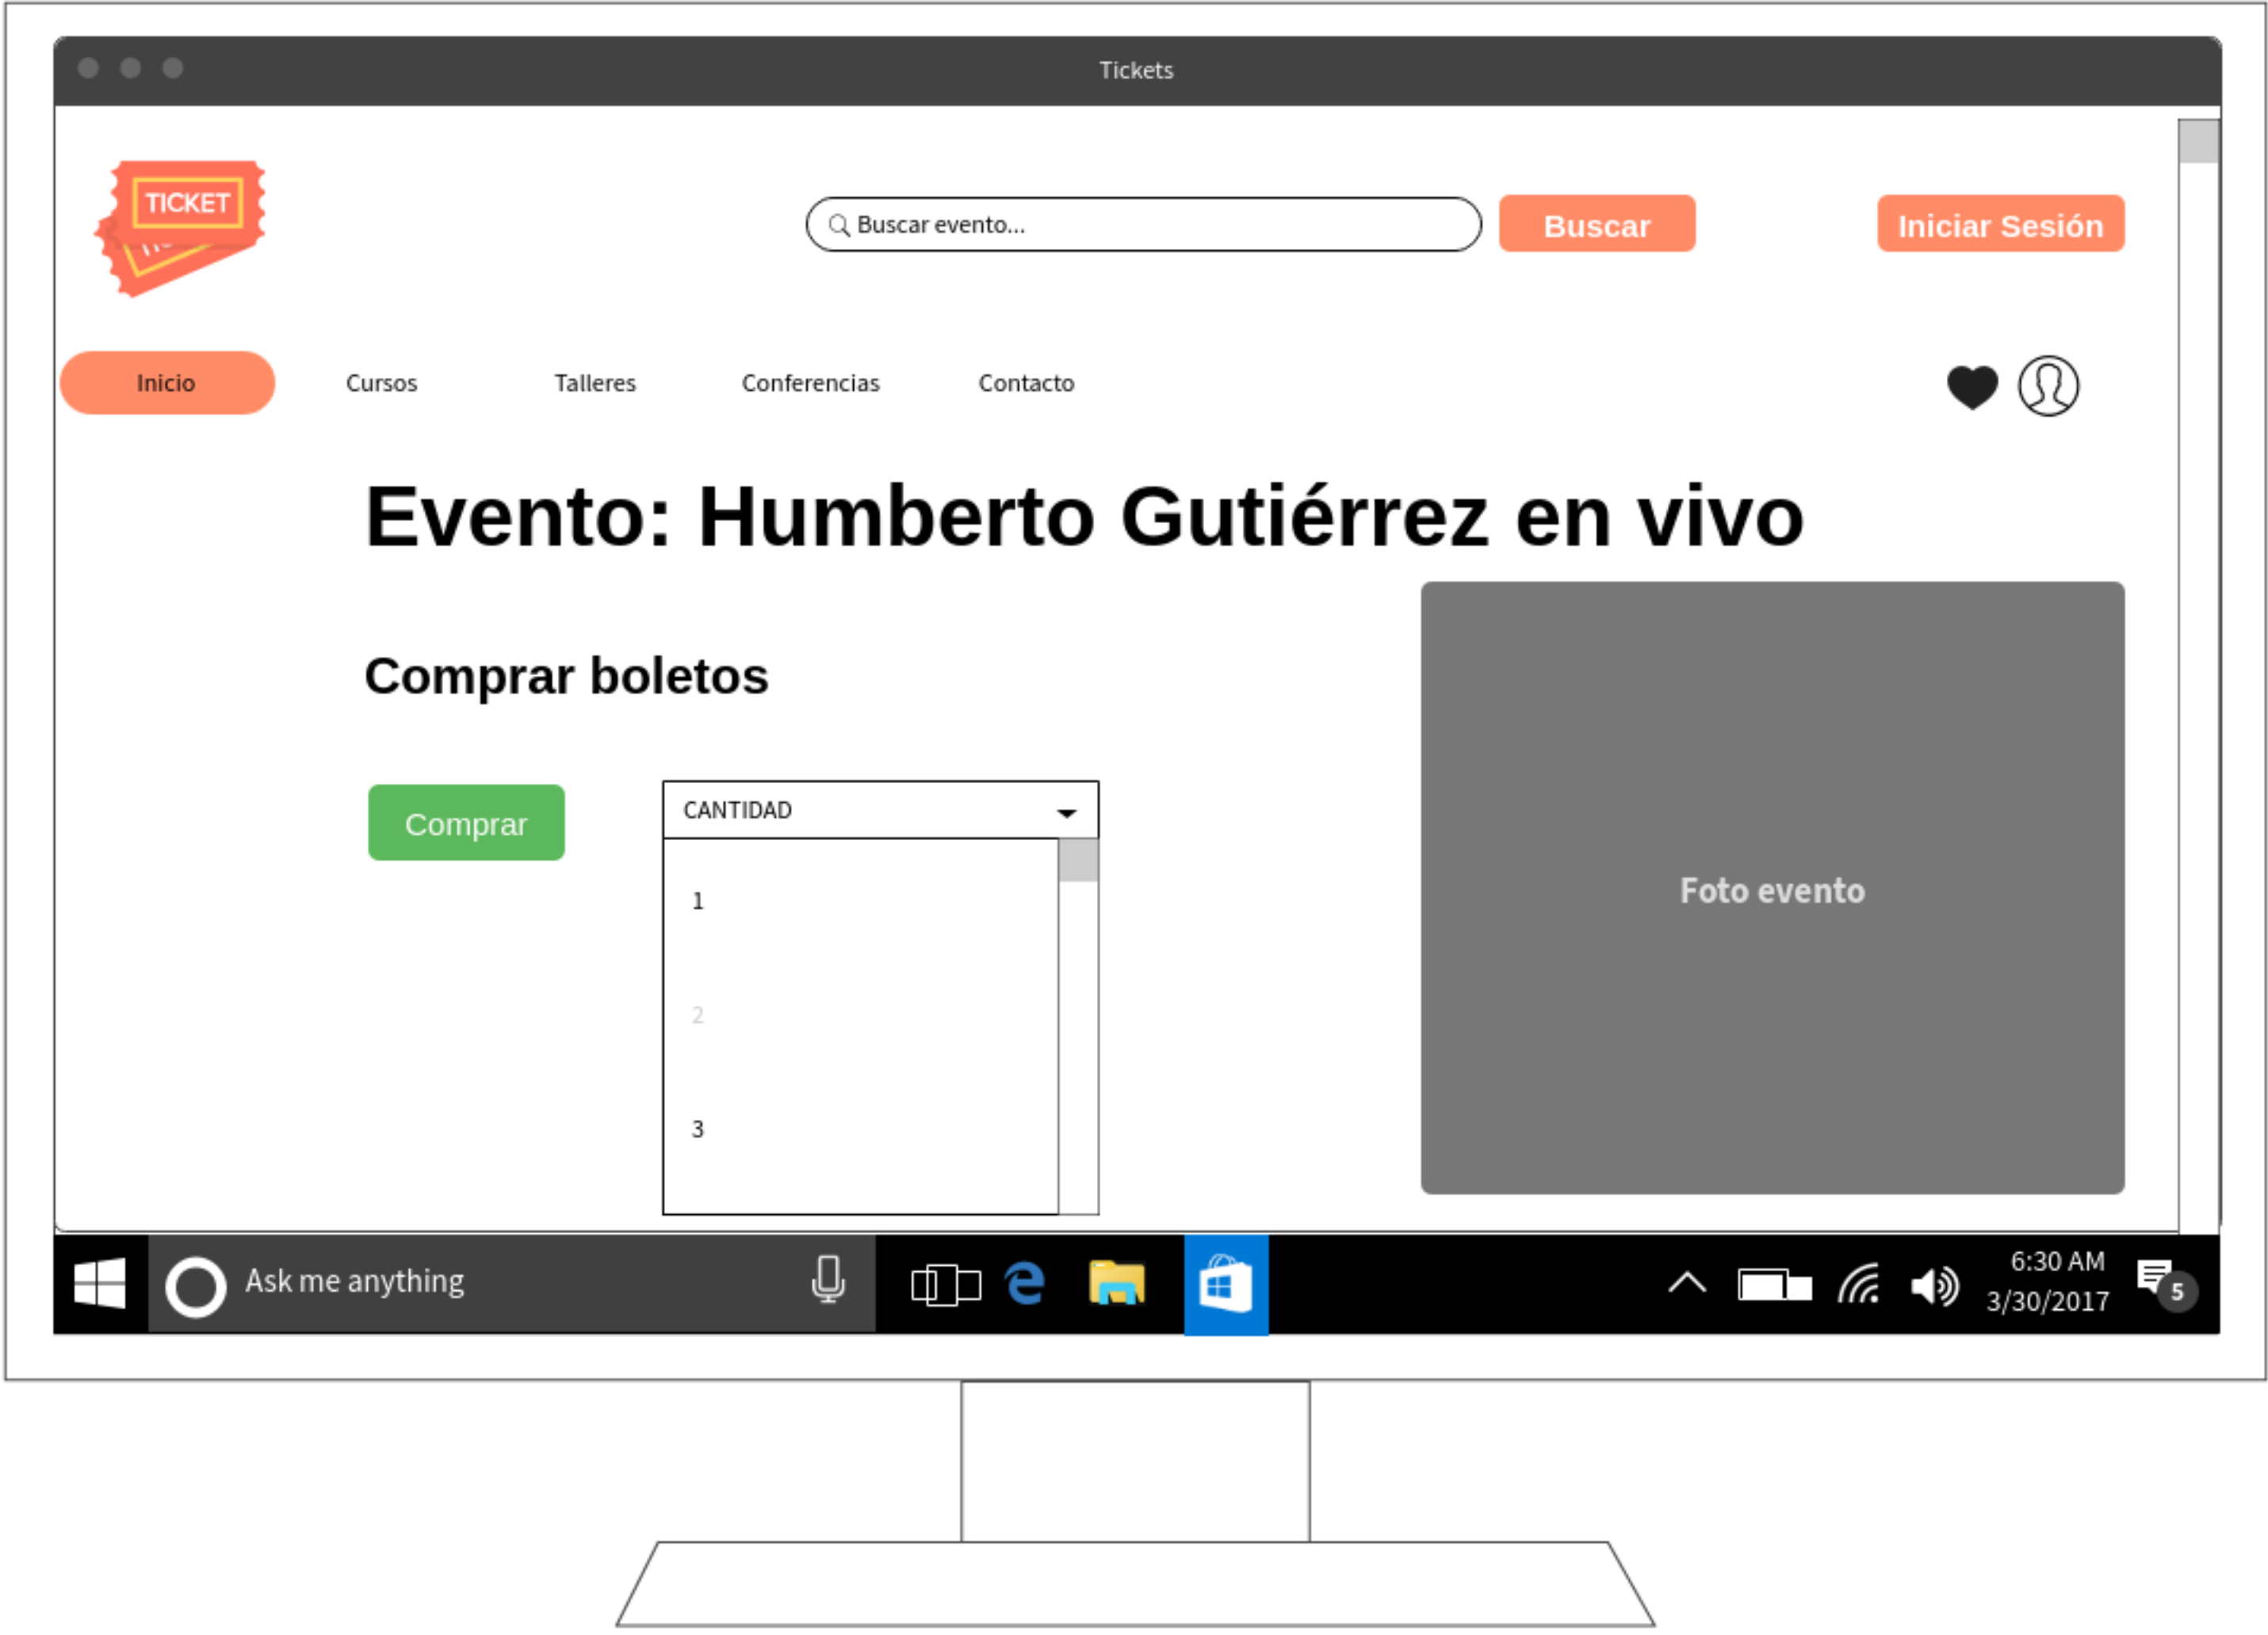 Tickets
TICKET
Buscar evento...
Buscar
Iniciar Sesión
Inicio
Cursos
Talleres
Conferencias
Contacto
Evento: Humberto Gutiérrez en vivo
Comprar boletos
Comprar
CANTIDAD
1
2
3
Foto evento
Ask me anything
6:30 AM
3/30/2017
5